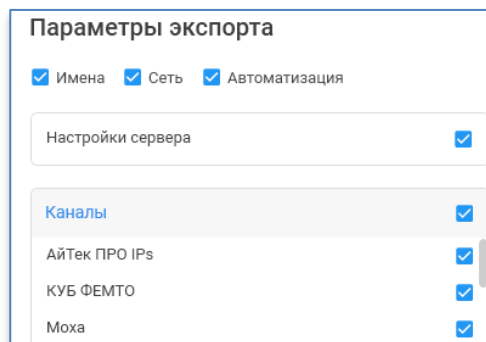 Параметры экспорта
Имена Сеть Автоматизация
Настройки сервера
Каналы
АйТек ПРО IPs
КУБ ФЕМТО
Моха